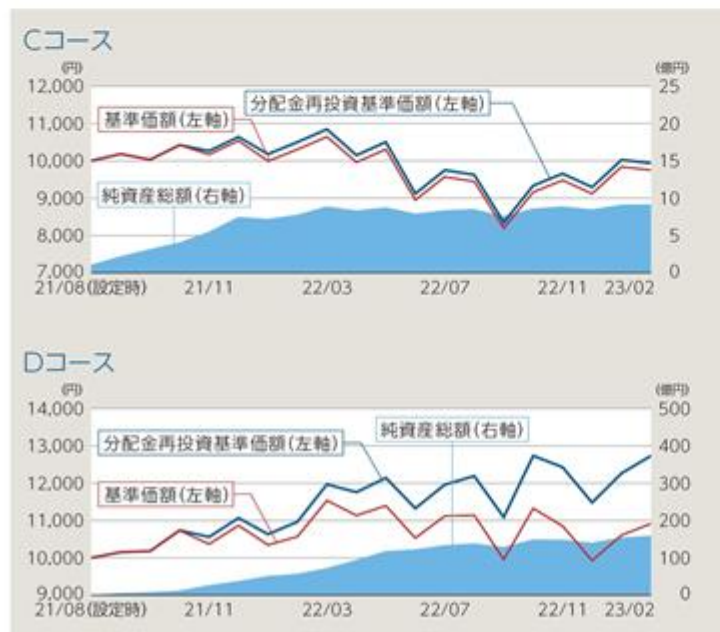 Cコース
(円) (億円)
12,000 25
分配金再投資基準価額(左軸)
11,000 基準価額(左軸) 20
10,000 15
9,000 純資産総額(右軸) 10
8,000 5
7,000 0
21/08(設定時) 21/11 22/03 22/07 22/11 23/02
Dコース
(円) (億円)
14,000 500
純資産総額(右軸)
13,000 分配金再投資基準価額(左軸) 400
12,000 基準価額(左軸) 300
11,000 200
10,000 100
9,000 0
21/08(設定時) 21/11 22/03 22/07 22/11 23/02